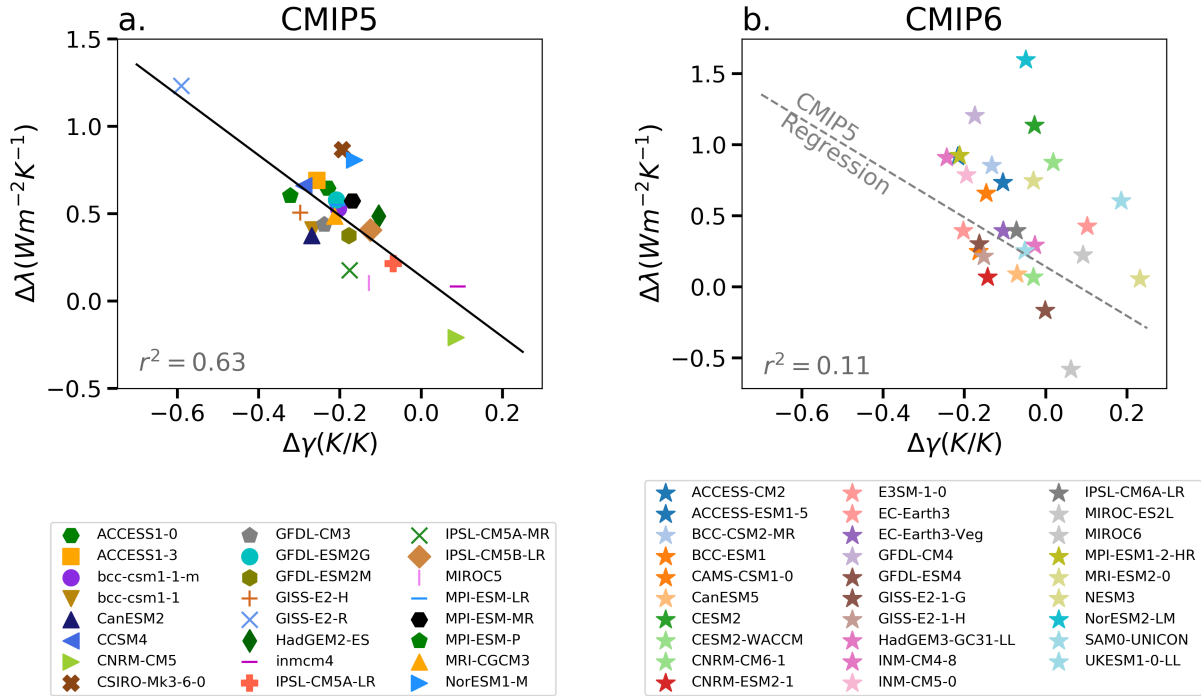 a. CMIP5
1.5
1.0
0.5
0.0
−0.5
Δλ(Wm⁻²K⁻¹)
r² = 0.63
−0.6 −0.4 −0.2 0.0 0.2
Δγ(K/K)
b. CMIP6
1.5
1.0
0.5
0.0
−0.5
Δλ(Wm⁻²K⁻¹)
CMIP5
Regression
r² = 0.11
−0.6 −0.4 −0.2 0.0 0.2
Δγ(K/K)
ACCESS1-0
ACCESS1-3
bcc-csm1-1-m
bcc-csm1-1
CanESM2
CCSM4
CNRM-CM5
CSIRO-Mk3-6-0
GFDL-CM3
GFDL-ESM2G
GFDL-ESM2M
GISS-E2-H
GISS-E2-R
HadGEM2-ES
inmcm4
IPSL-CM5A-LR
IPSL-CM5A-MR
IPSL-CM5B-LR
MIROC5
MPI-ESM-LR
MPI-ESM-MR
MPI-ESM-P
MRI-CGCM3
NorESM1-M
ACCESS-CM2
ACCESS-ESM1-5
BCC-CSM2-MR
BCC-ESM1
CAMS-CSM1-0
CanESM5
CESM2
CESM2-WACCM
CNRM-CM6-1
CNRM-ESM2-1
E3SM-1-0
EC-Earth3
EC-Earth3-Veg
GFDL-CM4
GFDL-ESM4
GISS-E2-1-G
GISS-E2-1-H
HadGEM3-GC31-LL
INM-CM4-8
INM-CM5-0
IPSL-CM6A-LR
MIROC-ES2L
MIROC6
MPI-ESM1-2-HR
MRI-ESM2-0
NESM3
NorESM2-LM
SAM0-UNICON
UKESM1-0-LL